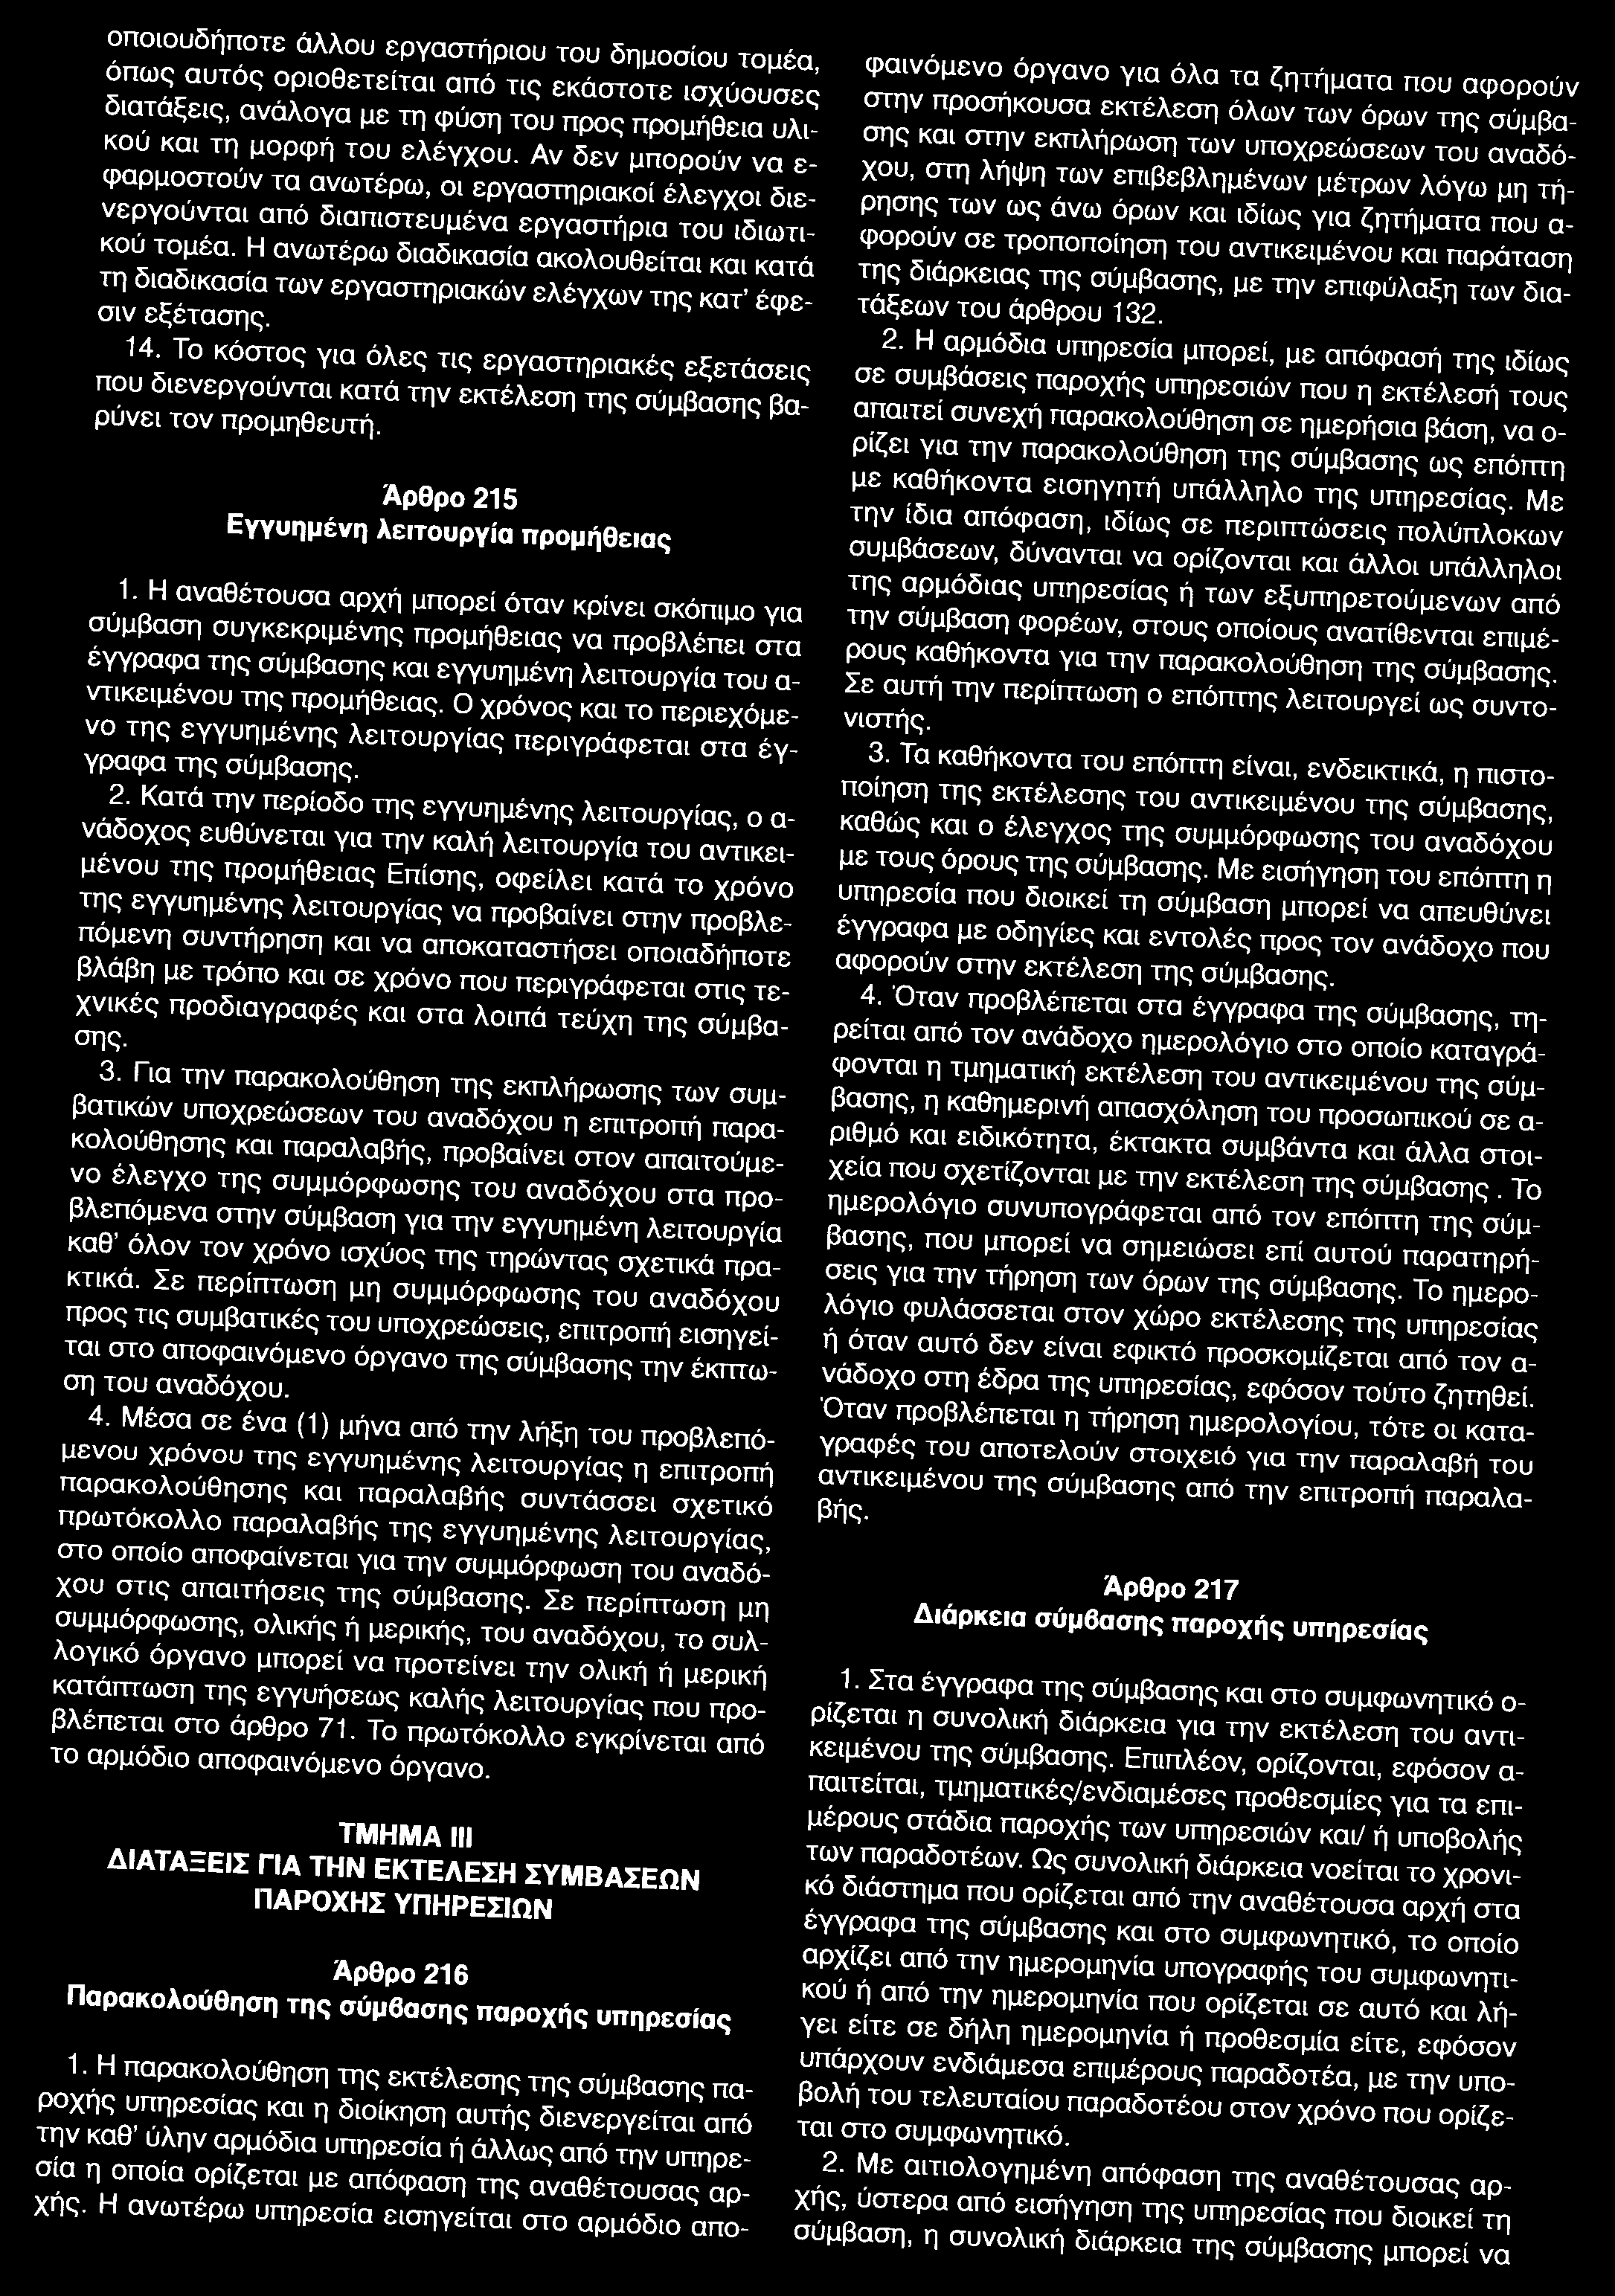 οποιουδήποτε άλλου εργαστήριου του δημοσίου τομέα,
όπως αυτός οριοθετείται από τις εκάστοτε ισχύουσες
διατάξεις, ανάλογα με τη φύση του προς προμήθεια υλι-
κού και τη μορφή του ελέγχου. Αν δεν μπορούν να ε-
φαρμοστούν τα ανωτέρω, οι εργαστηριακοί έλεγχοι διε-
νεργούνται από διαπιστευμένα εργαστήρια του ιδιωτι-
κού τομέα. Η ανωτέρω διαδικασία ακολουθείται και κατά
τη διαδικασία των εργαστηριακών ελέγχων της κατ’ έφε-
σιν εξέτασης.
14. Το κόστος για όλες τις εργαστηριακές εξετάσεις
που διενεργούνται κατά την εκτέλεση της σύμβασης βα-
ρύνει τον προμηθευτή.
Άρθρο 215
Εγγυημένη λειτουργία προμήθειας
1. Η αναθέτουσα αρχή μπορεί όταν κρίνει σκόπιμο για
σύμβαση συγκεκριμένης προμήθειας να προβλέπει στα
έγγραφα της σύμβασης και εγγυημένη λειτουργία του α-
ντικειμένου της προμήθειας. Ο χρόνος και το περιεχόμε-
νο της εγγυημένης λειτουργίας περιγράφεται στα έγ-
γραφα της σύμβασης.
2. Κατά την περίοδο της εγγυημένης λειτουργίας, ο α-
νάδοχος ευθύνεται για την καλή λειτουργία του αντικει-
μένου της προμήθειας Επίσης, οφείλει κατά το χρόνο
της εγγυημένης λειτουργίας να προβαίνει στην προβλε-
πόμενη συντήρηση και να αποκαταστήσει οποιαδήποτε
βλάβη με τρόπο και σε χρόνο που περιγράφεται στις τε-
χνικές προδιαγραφές και στα λοιπά τεύχη της σύμβα-
σης.
3. Για την παρακολούθηση της εκπλήρωσης των συμ-
βατικών υποχρεώσεων του αναδόχου η επιτροπή παρα-
κολούθησης και παραλαβής, προβαίνει στον απαιτούμε-
νο έλεγχο της συμμόρφωσης του αναδόχου στα προ-
βλεπόμενα στην σύμβαση για την εγγυημένη λειτουργία
καθ’ όλον τον χρόνο ισχύος της τηρώντας σχετικά πρα-
κτικά. Σε περίπτωση μη συμμόρφωσης του αναδόχου
προς τις συμβατικές του υποχρεώσεις, επιτροπή εισηγεί-
ται στο αποφαινόμενο όργανο της σύμβασης την έκπτω-
ση του αναδόχου.
4. Μέσα σε ένα (1) μήνα από την λήξη του προβλεπό-
μενου χρόνου της εγγυημένης λειτουργίας η επιτροπή
παρακολούθησης και παραλαβής συντάσσει σχετικό
πρωτόκολλο παραλαβής της εγγυημένης λειτουργίας,
στο οποίο αποφαίνεται για την συμμόρφωση του αναδό-
χου στις απαιτήσεις της σύμβασης. Σε περίπτωση μη
συμμόρφωσης, ολικής ή μερικής, του αναδόχου, το συλ-
λογικό όργανο μπορεί να προτείνει την ολική ή μερική
κατάπτωση της εγγυήσεως καλής λειτουργίας που προ-
βλέπεται στο άρθρο 71. Το πρωτόκολλο εγκρίνεται από
το αρμόδιο αποφαινόμενο όργανο.
ΤΜΗΜΑ ΙΙΙ
ΔΙΑΤΑΞΕΙΣ ΓΙΑ ΤΗΝ ΕΚΤΕΛΕΣΗ ΣΥΜΒΑΣΕΩΝ
ΠΑΡΟΧΗΣ ΥΠΗΡΕΣΙΩΝ
Άρθρο 216
Παρακολούθηση της σύμβασης παροχής υπηρεσίας
1. Η παρακολούθηση της εκτέλεσης της σύμβασης πα-
ροχής υπηρεσίας και η διοίκηση αυτής διενεργείται από
την καθ’ ύλην αρμόδια υπηρεσία ή άλλως από την υπηρε-
σία η οποία ορίζεται με απόφαση της αναθέτουσας αρ-
χής. Η ανωτέρω υπηρεσία εισηγείται στο αρμόδιο απο-
φαινόμενο όργανο για όλα τα ζητήματα που αφορούν
στην προσήκουσα εκτέλεση όλων των όρων της σύμβα-
σης και στην εκπλήρωση των υποχρεώσεων του αναδό-
χου, στη λήψη των επιβεβλημένων μέτρων λόγω μη τή-
ρησης των ως άνω όρων και ιδίως για ζητήματα που α-
φορούν σε τροποποίηση του αντικειμένου και παράταση
της διάρκειας της σύμβασης, με την επιφύλαξη των δια-
τάξεων του άρθρου 132.
2. Η αρμόδια υπηρεσία μπορεί, με απόφασή της ιδίως
σε συμβάσεις παροχής υπηρεσιών που η εκτέλεσή τους
απαιτεί συνεχή παρακολούθηση σε ημερήσια βάση, να ο-
ρίζει για την παρακολούθηση της σύμβασης ως επόπτη
με καθήκοντα εισηγητή υπάλληλο της υπηρεσίας. Με
την ίδια απόφαση, ιδίως σε περιπτώσεις πολύπλοκων
συμβάσεων, δύνανται να ορίζονται και άλλοι υπάλληλοι
της αρμόδιας υπηρεσίας ή των εξυπηρετούμενων από
την σύμβαση φορέων, στους οποίους ανατίθενται επιμέ-
ρους καθήκοντα για την παρακολούθηση της σύμβασης.
Σε αυτή την περίπτωση ο επόπτης λειτουργεί ως συντο-
νιστής.
3. Τα καθήκοντα του επόπτη είναι, ενδεικτικά, η πιστο-
ποίηση της εκτέλεσης του αντικειμένου της σύμβασης,
καθώς και ο έλεγχος της συμμόρφωσης του αναδόχου
με τους όρους της σύμβασης. Με εισήγηση του επόπτη η
υπηρεσία που διοικεί τη σύμβαση μπορεί να απευθύνει
έγγραφα με οδηγίες και εντολές προς τον ανάδοχο που
αφορούν στην εκτέλεση της σύμβασης.
4. Όταν προβλέπεται στα έγγραφα της σύμβασης, τη-
ρείται από τον ανάδοχο ημερολόγιο στο οποίο καταγρά-
φονται η τμηματική εκτέλεση του αντικειμένου της σύμ-
βασης, η καθημερινή απασχόληση του προσωπικού σε α-
ριθμό και ειδικότητα, έκτακτα συμβάντα και άλλα στοι-
χεία που σχετίζονται με την εκτέλεση της σύμβασης . Το
ημερολόγιο συνυπογράφεται από τον επόπτη της σύμ-
βασης, που μπορεί να σημειώσει επί αυτού παρατηρή-
σεις για την τήρηση των όρων της σύμβασης. Το ημερο-
λόγιο φυλάσσεται στον χώρο εκτέλεσης της υπηρεσίας
ή όταν αυτό δεν είναι εφικτό προσκομίζεται από τον α-
νάδοχο στη έδρα της υπηρεσίας, εφόσον τούτο ζητηθεί.
Όταν προβλέπεται η τήρηση ημερολογίου, τότε οι κατα-
γραφές του αποτελούν στοιχειό για την παραλαβή του
αντικειμένου της σύμβασης από την επιτροπή παραλα-
βής.
Άρθρο 217
Διάρκεια σύμβασης παροχής υπηρεσίας
1. Στα έγγραφα της σύμβασης και στο συμφωνητικό ο-
ρίζεται η συνολική διάρκεια για την εκτέλεση του αντι-
κειμένου της σύμβασης. Επιπλέον, ορίζονται, εφόσον α-
παιτείται, τμηματικές/ενδιαμέσες προθεσμίες για τα επι-
μέρους στάδια παροχής των υπηρεσιών και/ ή υποβολής
των παραδοτέων. Ως συνολική διάρκεια νοείται το χρονι-
κό διάστημα που ορίζεται από την αναθέτουσα αρχή στα
έγγραφα της σύμβασης και στο συμφωνητικό, το οποίο
αρχίζει από την ημερομηνία υπογραφής του συμφωνητι-
κού ή από την ημερομηνία που ορίζεται σε αυτό και λή-
γει είτε σε δήλη ημερομηνία ή προθεσμία είτε, εφόσον
υπάρχουν ενδιάμεσα επιμέρους παραδοτέα, με την υπο-
βολή του τελευταίου παραδοτέου στον χρόνο που ορίζε-
ται στο συμφωνητικό.
2. Με αιτιολογημένη απόφαση της αναθέτουσας αρ-
χής, ύστερα από εισήγηση της υπηρεσίας που διοικεί τη
σύμβαση, η συνολική διάρκεια της σύμβασης μπορεί να